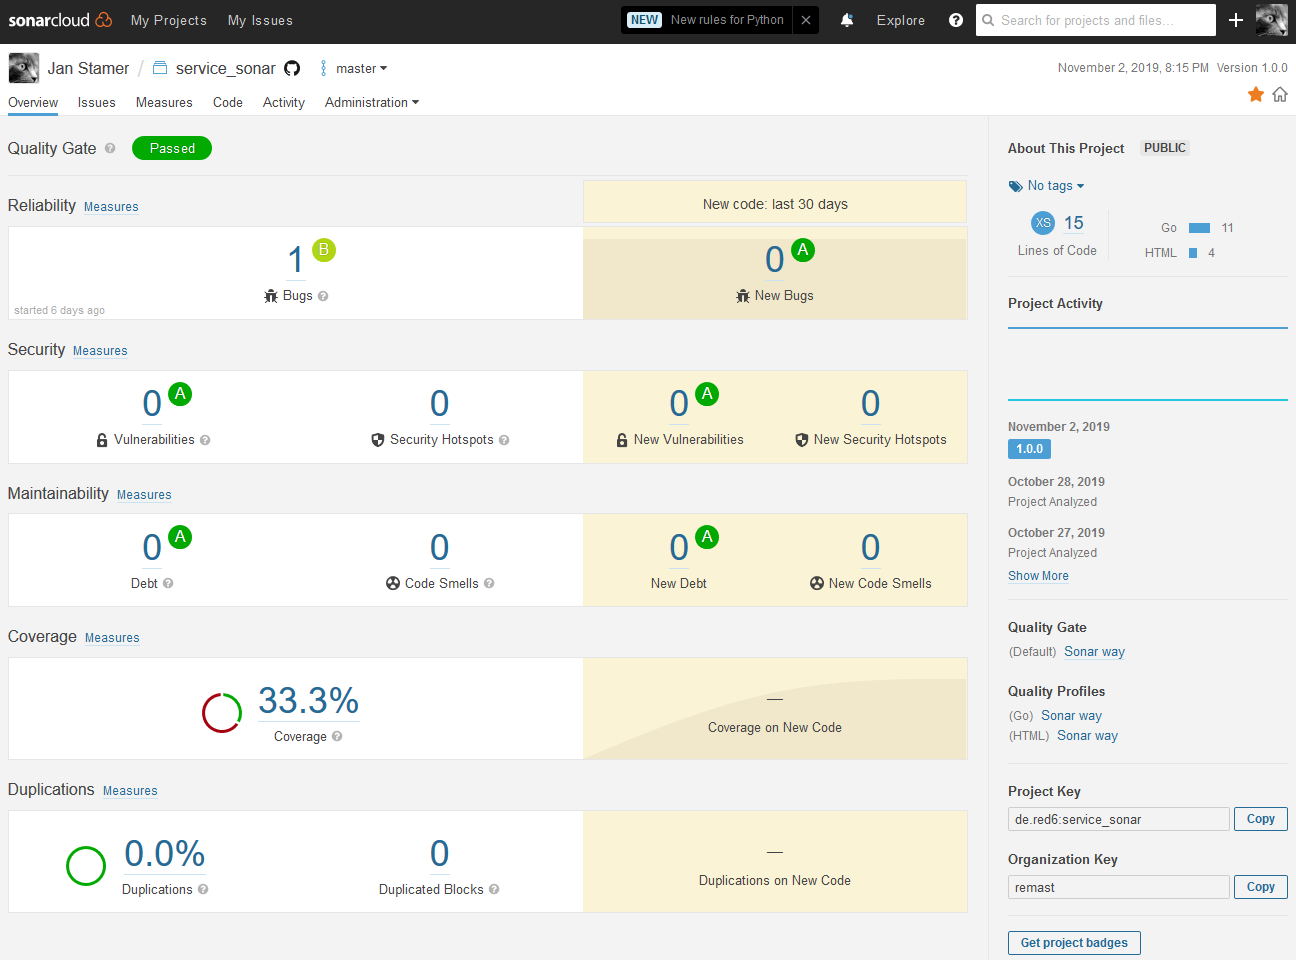 sonarcloud My Projects My Issues NEW New rules for Python Explore Search for projects and files...
Jan Stamer / service_sonar master November 2, 2019, 8:15 PM Version 1.0.0
Overview Issues Measures Code Activity Administration
Quality Gate Passed
Reliability Measures New code: last 30 days
1 B 0 A
Bugs New Bugs
started 6 days ago
Security Measures
0 A 0 0 A 0
Vulnerabilities Security Hotspots New Vulnerabilities New Security Hotspots
Maintainability Measures
0 A 0 0 A 0
Debt Code Smells New Debt New Code Smells
Coverage Measures
33.3% —
Coverage Coverage on New Code
Duplications Measures
0.0% 0 —
Duplications Duplicated Blocks Duplications on New Code
About This Project PUBLIC
No tags
XS 15 Go 11
Lines of Code HTML 4
Project Activity
November 2, 2019
1.0.0
October 28, 2019
Project Analyzed
October 27, 2019
Project Analyzed
Show More
Quality Gate
(Default) Sonar way
Quality Profiles
(Go) Sonar way
(HTML) Sonar way
Project Key
de.red6:service_sonar Copy
Organization Key
remast Copy
Get project badges